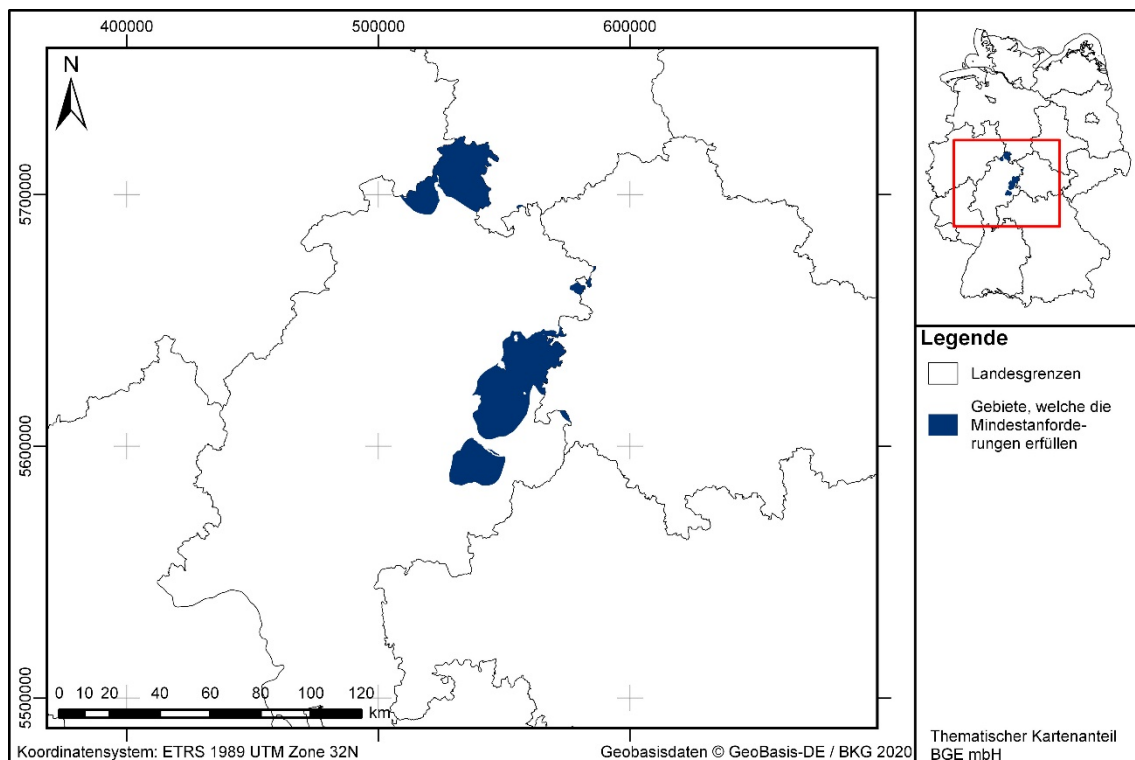 400000
500000
600000
N
5700000
5600000
5500000
0 10 20 40 60 80 100 120
km
Koordinatensystem: ETRS 1989 UTM Zone 32N
Geobasisdaten © GeoBasis-DE / BKG 2020
Legende
Landesgrenzen
Gebiete, welche die
Mindestanforde-
rungen erfüllen
Thematischer Kartenanteil
BGE mbH